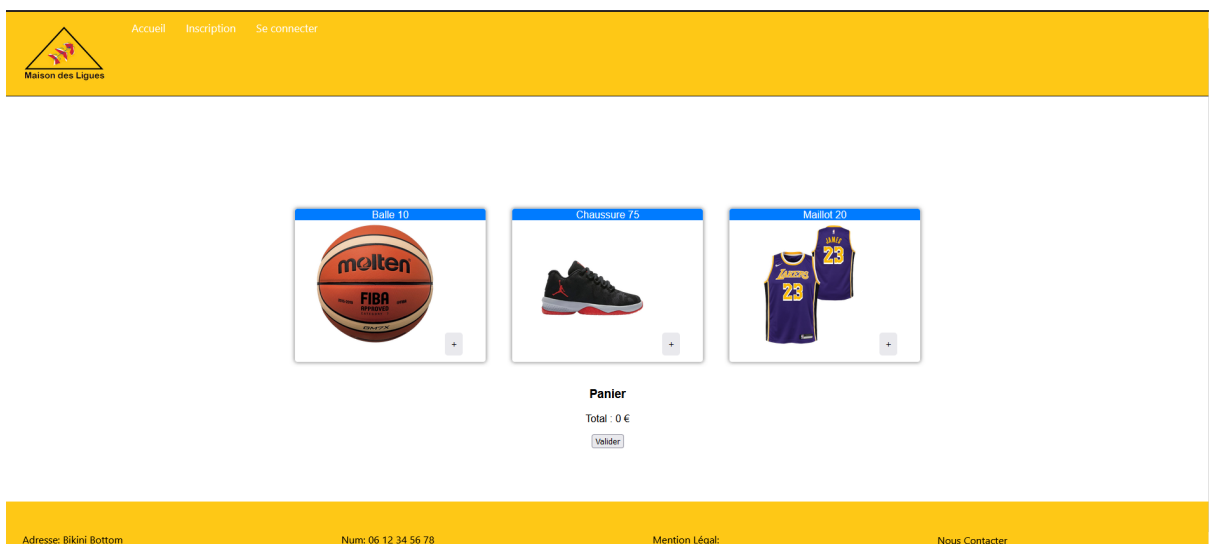 Accueil Inscription Se connecter
Maison des Ligues
Balle 10
Chaussure 75
Maillot 20
molten
FIBA
APPROVED
GM7X
JAMES
23
LAKERS
23
+
+
+
Panier
Total : 0 €
Valider
Adresse: Bikini Bottom
Num: 06 12 34 56 78
Mention Légal:
Nous Contacter